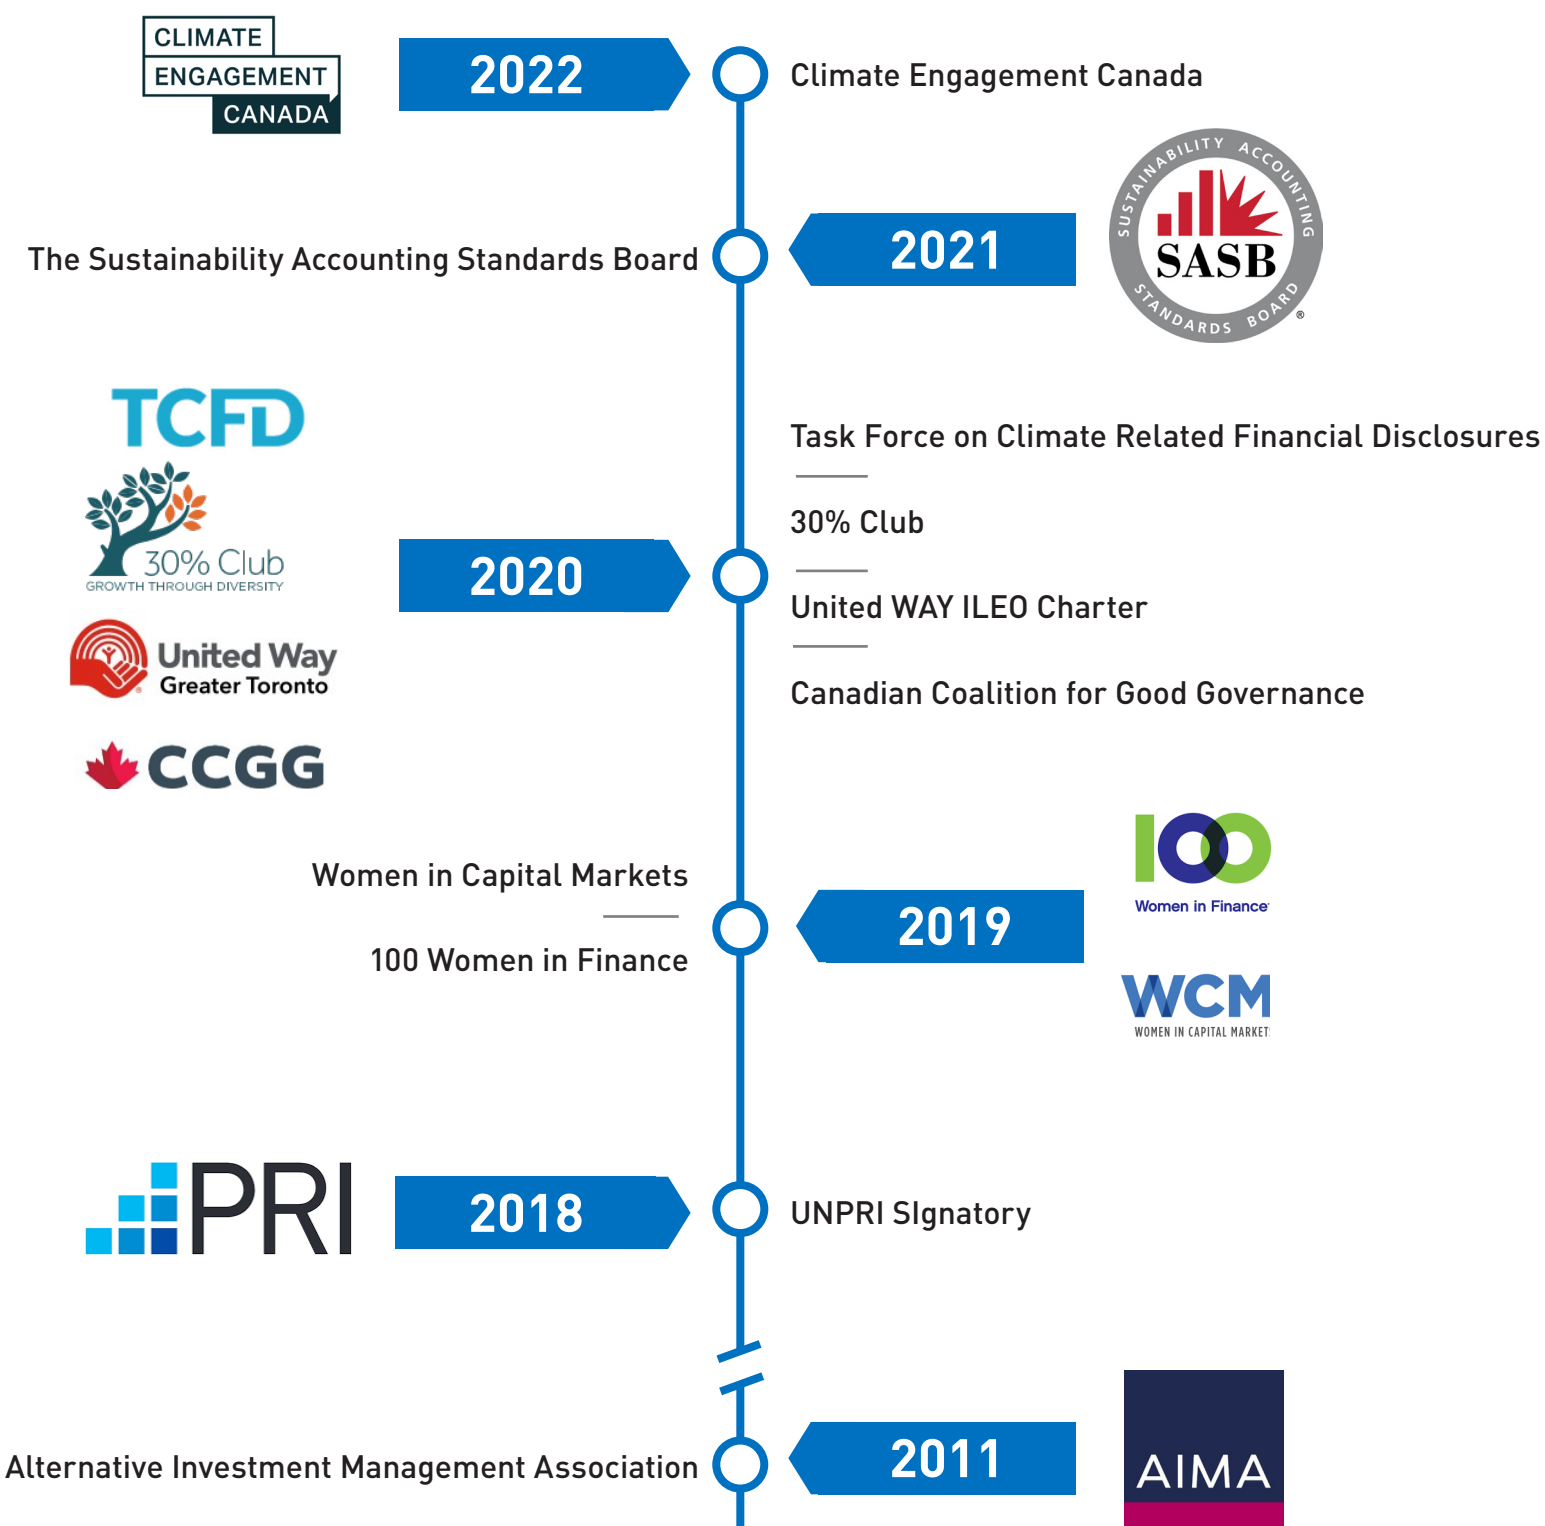 CLIMATE
ENGAGEMENT
CANADA
2022
Climate Engagement Canada
The Sustainability Accounting Standards Board
2021
SUSTAINABILITY ACCOUNTING
SASB
STANDARDS BOARD
®
TCFD
30% Club
GROWTH THROUGH DIVERSITY
United Way
Greater Toronto
CCGG
2020
Task Force on Climate Related Financial Disclosures
30% Club
United WAY ILEO Charter
Canadian Coalition for Good Governance
Women in Capital Markets
100 Women in Finance
2019
100
Women in Finance
WCM
WOMEN IN CAPITAL MARKET
PRI
2018
UNPRI SIgnatory
Alternative Investment Management Association
2011
AIMA